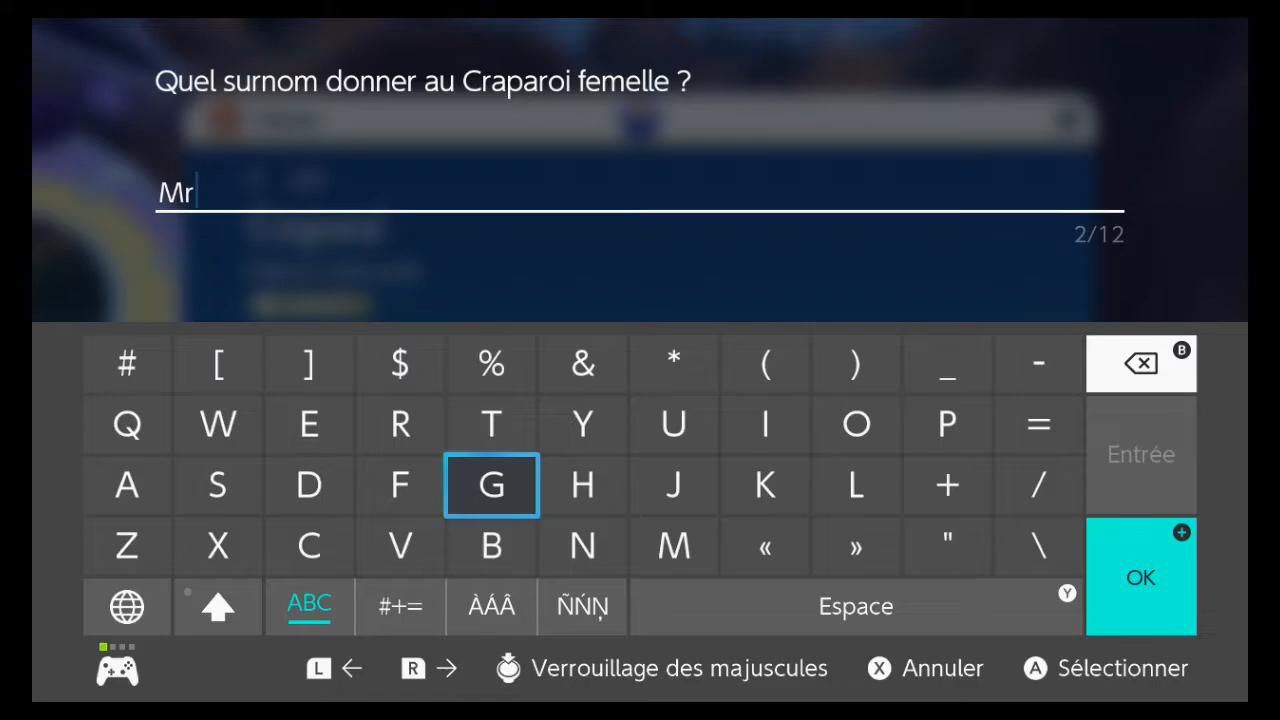 Quel surnom donner au Craparoi femelle ?
Mr
2/12
# [ ] $ % & * ( ) _ - B
Q W E R T Y U I O P =
Entrée
A S D F G H J K L + /
Z X C V B N M « » " \ +
OK
ABC #+= ÀÁÂ ÑŃŅ Espace Y
L ← R → Verrouillage des majuscules X Annuler A Sélectionner